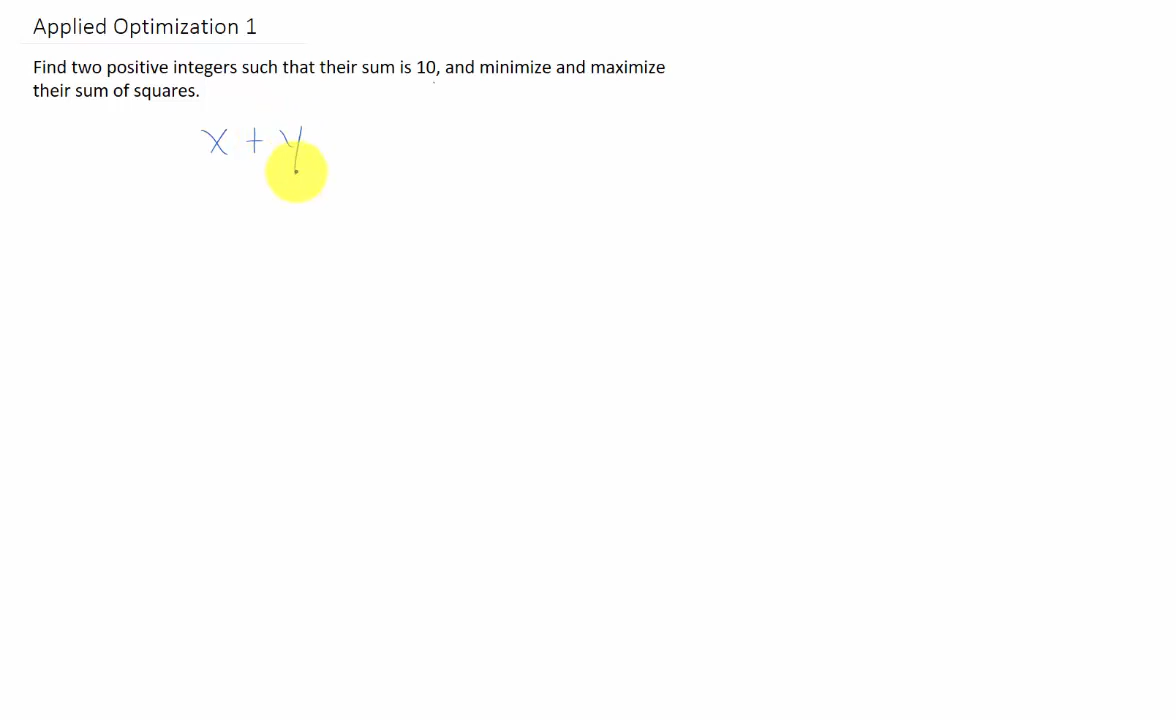 Applied Optimization 1
Find two positive integers such that their sum is 10, and minimize and maximize
their sum of squares.
x + y